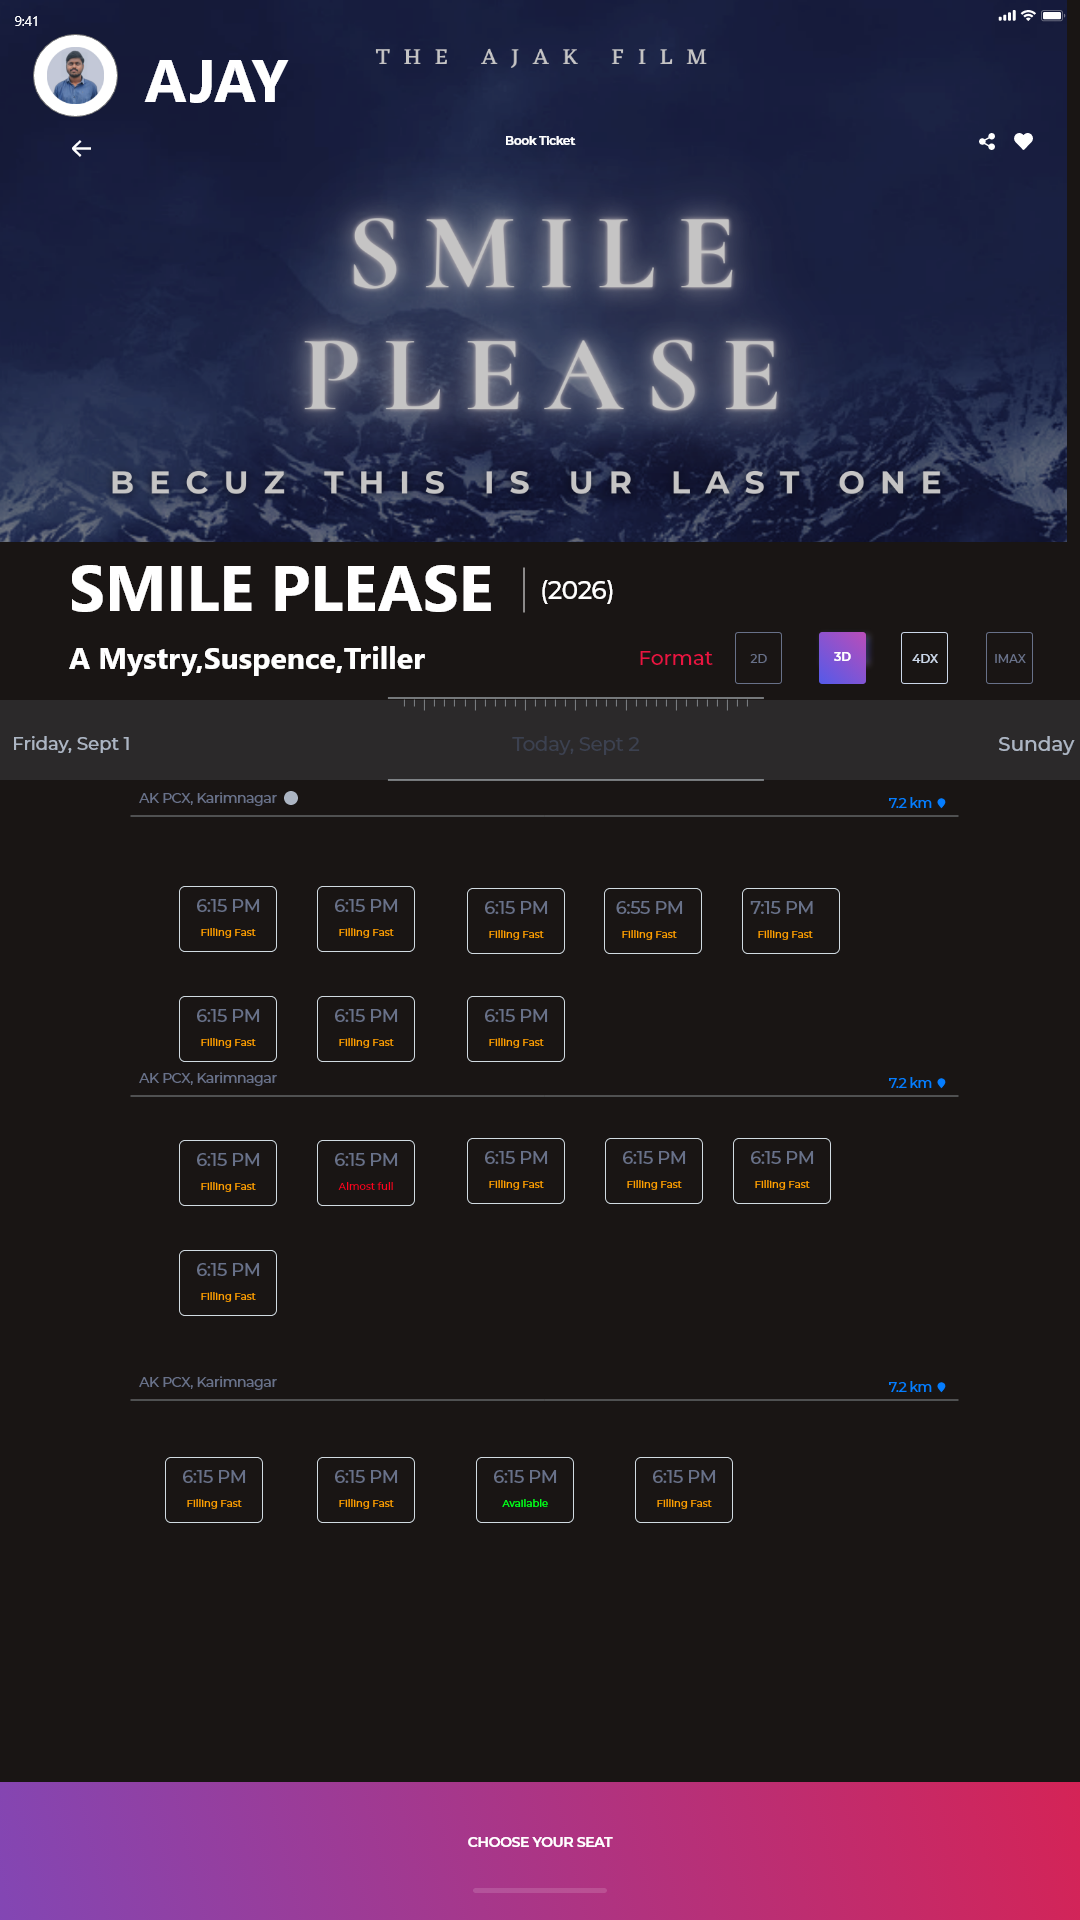 9:41
THE AJAK FILM
AJAY
Book Ticket
SMILE
PLEASE
BECUZ THIS IS UR LAST ONE
SMILE PLEASE (2026)
A Mystry,Suspence,Triller
Format 2D 3D 4DX IMAX
Friday, Sept 1 Today, Sept 2 Sunday
AK PCX, Karimnagar 7.2 km
6:15 PM 6:15 PM 6:15 PM 6:55 PM 7:15 PM
Filling Fast Filling Fast Filling Fast Filling Fast Filling Fast
6:15 PM 6:15 PM 6:15 PM
Filling Fast Filling Fast Filling Fast
AK PCX, Karimnagar 7.2 km
6:15 PM 6:15 PM 6:15 PM 6:15 PM 6:15 PM
Filling Fast Almost full Filling Fast Filling Fast Filling Fast
6:15 PM
Filling Fast
AK PCX, Karimnagar 7.2 km
6:15 PM 6:15 PM 6:15 PM 6:15 PM
Filling Fast Filling Fast Available Filling Fast
CHOOSE YOUR SEAT